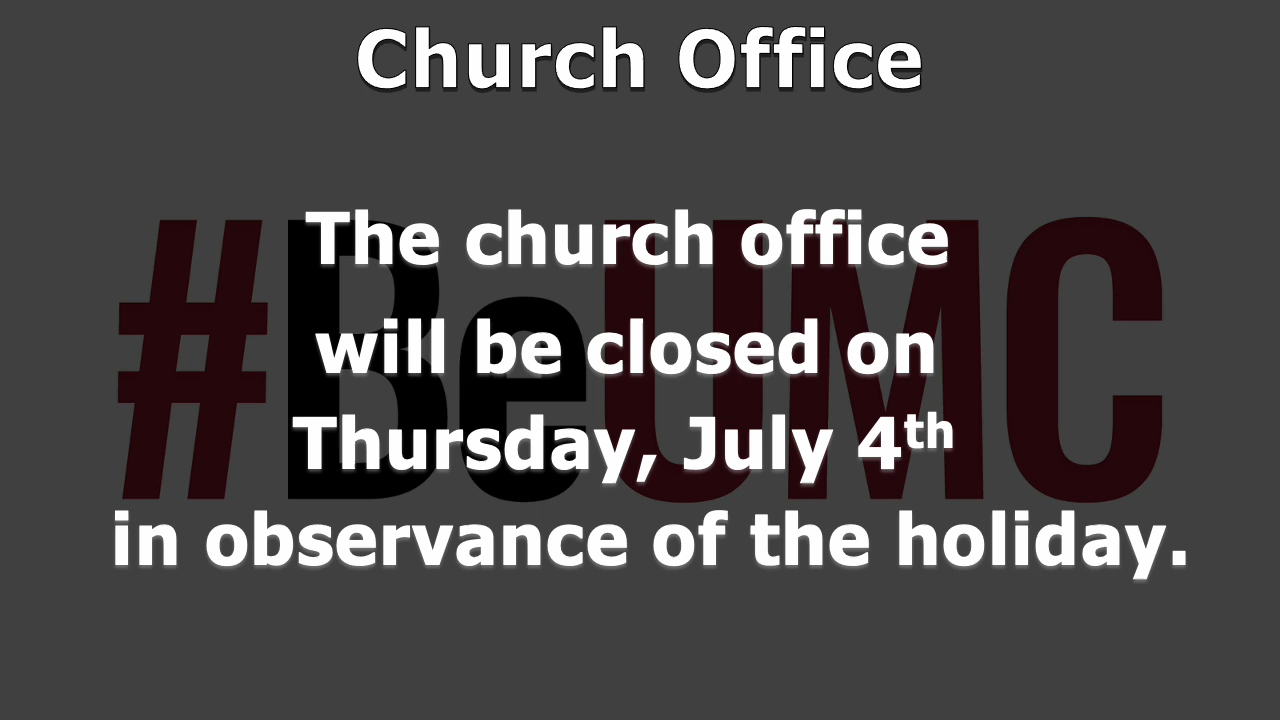 Church Office
#BeUMC
The church office
will be closed on
Thursday, July 4th
in observance of the holiday.